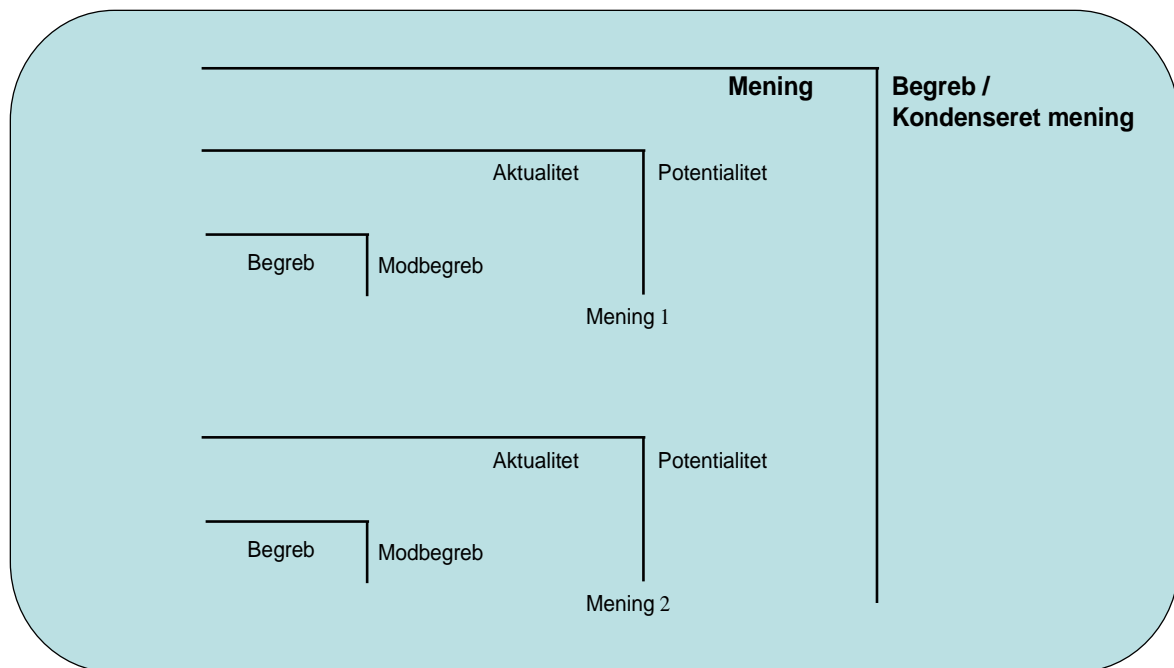 Mening
Begreb /
Kondenseret mening
Aktualitet
Potentialitet
Begreb
Modbegreb
Mening 1
Aktualitet
Potentialitet
Begreb
Modbegreb
Mening 2